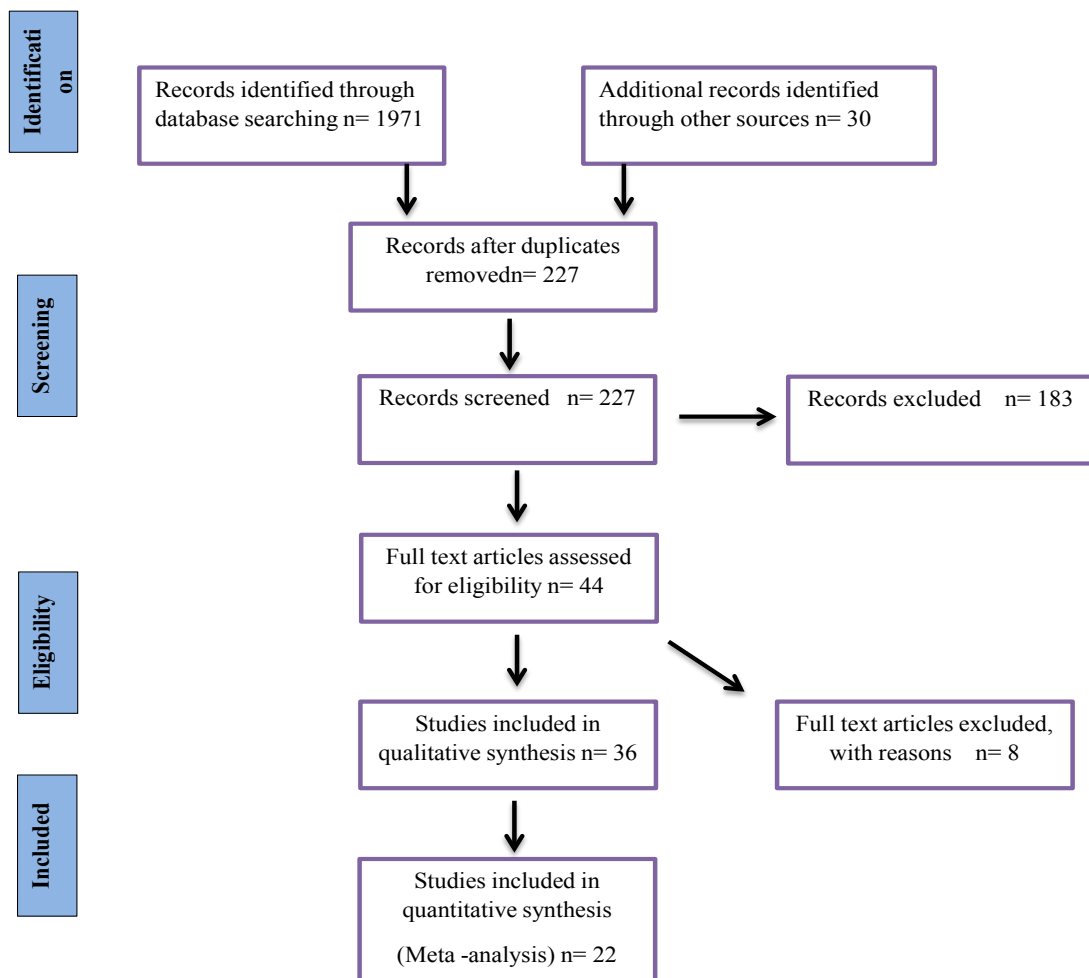 Identificati
on
Records identified through
database searching n= 1971
Additional records identified
through other sources n= 30
Records after duplicates
removedn= 227
Screening
Records screened n= 227
Records excluded n= 183
Full text articles assessed
for eligibility n= 44
Eligibility
Studies included in
qualitative synthesis n= 36
Full text articles excluded,
with reasons n= 8
Included
Studies included in
quantitative synthesis
(Meta -analysis) n= 22